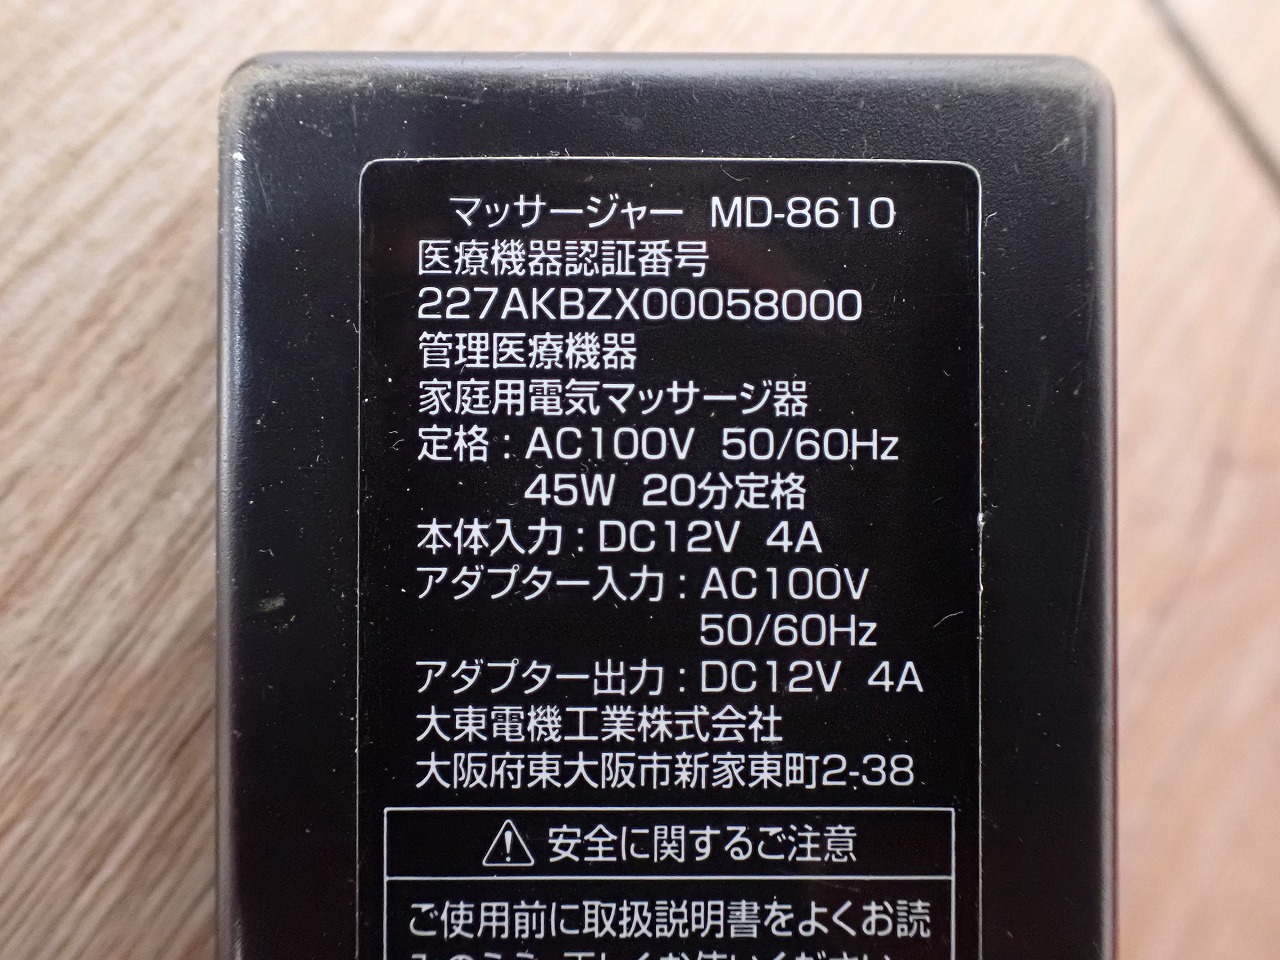 マッサージャー MD-8610
医療機器認証番号
227AKBZX00058000
管理医療機器
家庭用電気マッサージ器
定格：AC100V 50/60Hz
45W 20分定格
本体入力：DC12V 4A
アダプター入力：AC100V
50/60Hz
アダプター出力：DC12V 4A
大東電機工業株式会社
大阪府東大阪市新家東町2-38
安全に関するご注意
ご使用前に取扱説明書をよくお読